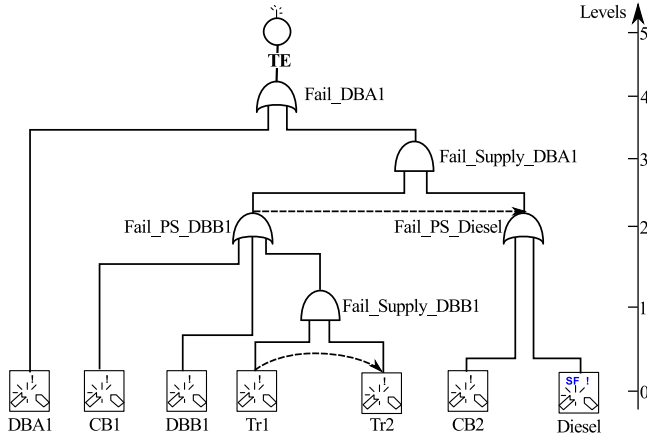 Levels
5
TE
Fail_DBA1
4
Fail_Supply_DBA1
3
Fail_PS_DBB1
Fail_PS_Diesel
2
Fail_Supply_DBB1
1
! ! ! ! ! ! SF !
0
DBA1 CB1 DBB1 Tr1 Tr2 CB2 Diesel